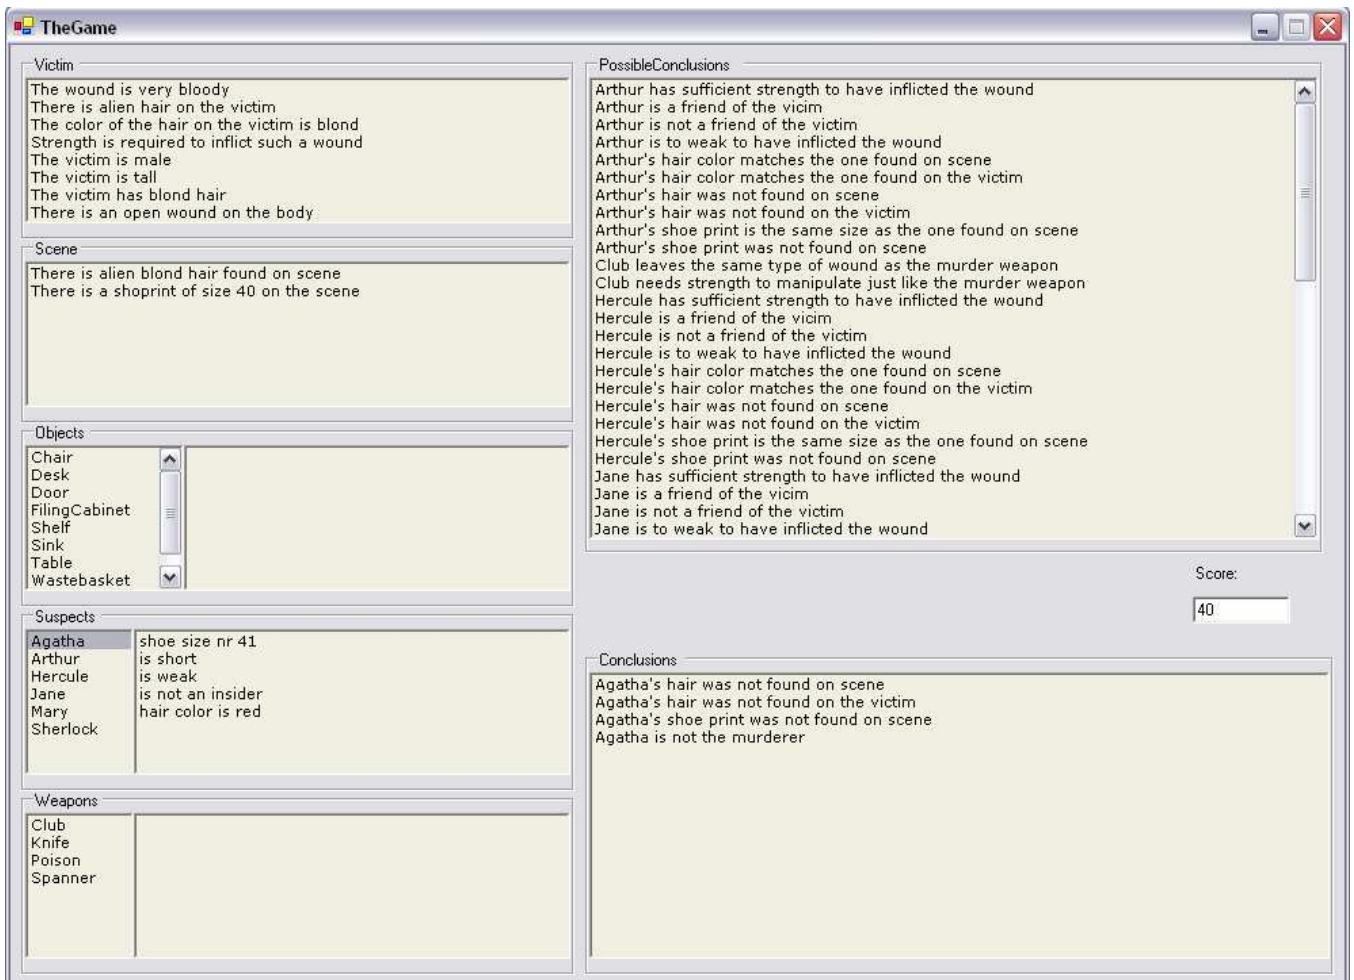 TheGame
Victim
The wound is very bloody
There is alien hair on the victim
The color of the hair on the victim is blond
Strength is required to inflict such a wound
The victim is male
The victim is tall
The victim has blond hair
There is an open wound on the body
Scene
There is alien blond hair found on scene
There is a shoprint of size 40 on the scene
Objects
Chair
Desk
Door
FilingCabinet
Shelf
Sink
Table
Wastebasket
Suspects
Agatha
Arthur
Hercule
Jane
Mary
Sherlock
shoe size nr 41
is short
is weak
is not an insider
hair color is red
Weapons
Club
Knife
Poison
Spanner
PossibleConclusions
Arthur has sufficient strength to have inflicted the wound
Arthur is a friend of the vicim
Arthur is not a friend of the victim
Arthur is to weak to have inflicted the wound
Arthur's hair color matches the one found on scene
Arthur's hair color matches the one found on the victim
Arthur's hair was not found on scene
Arthur's hair was not found on the victim
Arthur's shoe print is the same size as the one found on scene
Arthur's shoe print was not found on scene
Club leaves the same type of wound as the murder weapon
Club needs strength to manipulate just like the murder weapon
Hercule has sufficient strength to have inflicted the wound
Hercule is a friend of the vicim
Hercule is not a friend of the victim
Hercule is to weak to have inflicted the wound
Hercule's hair color matches the one found on scene
Hercule's hair color matches the one found on the victim
Hercule's hair was not found on scene
Hercule's hair was not found on the victim
Hercule's shoe print is the same size as the one found on scene
Hercule's shoe print was not found on scene
Jane has sufficient strength to have inflicted the wound
Jane is a friend of the vicim
Jane is not a friend of the victim
Jane is to weak to have inflicted the wound
Score:
40
Conclusions
Agatha's hair was not found on scene
Agatha's hair was not found on the victim
Agatha's shoe print was not found on scene
Agatha is not the murderer